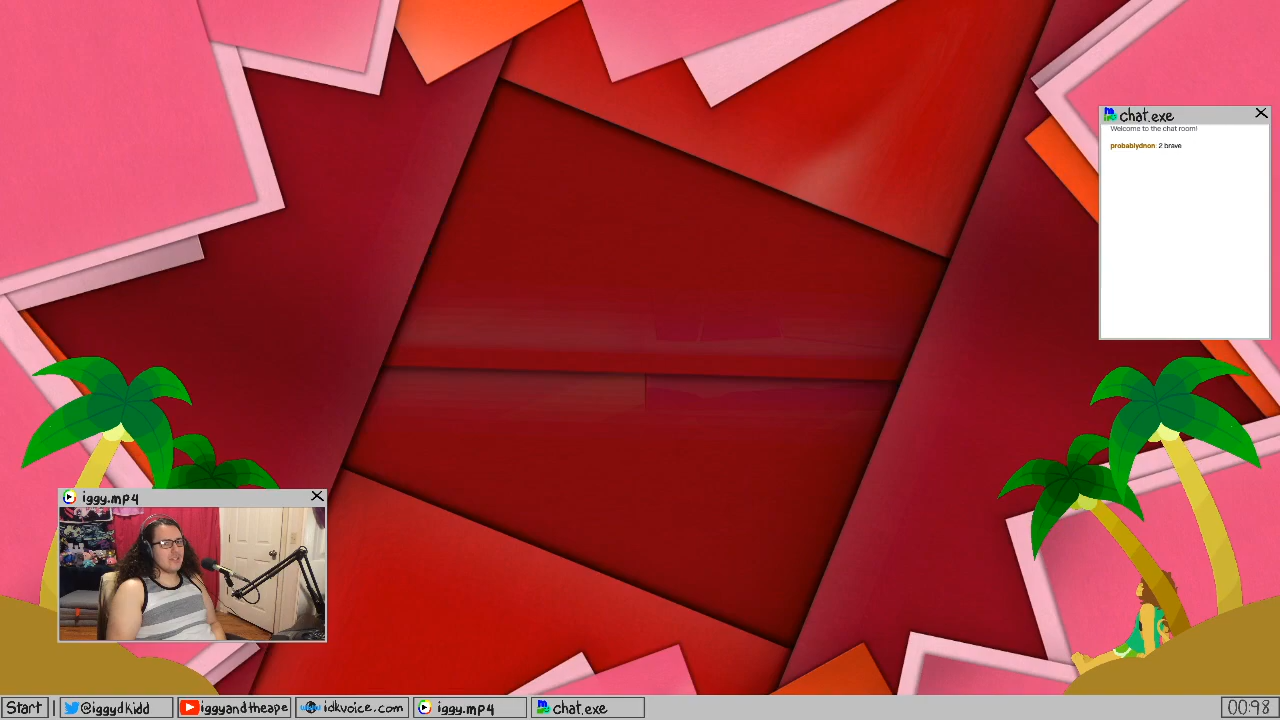 chat.exe
Welcome to the chat room!
probablydnon: 2 brave
iggy.mp4
Start
@iggydkidd
iggyandtheape
idkvoice.com
iggy.mp4
chat.exe
00:98